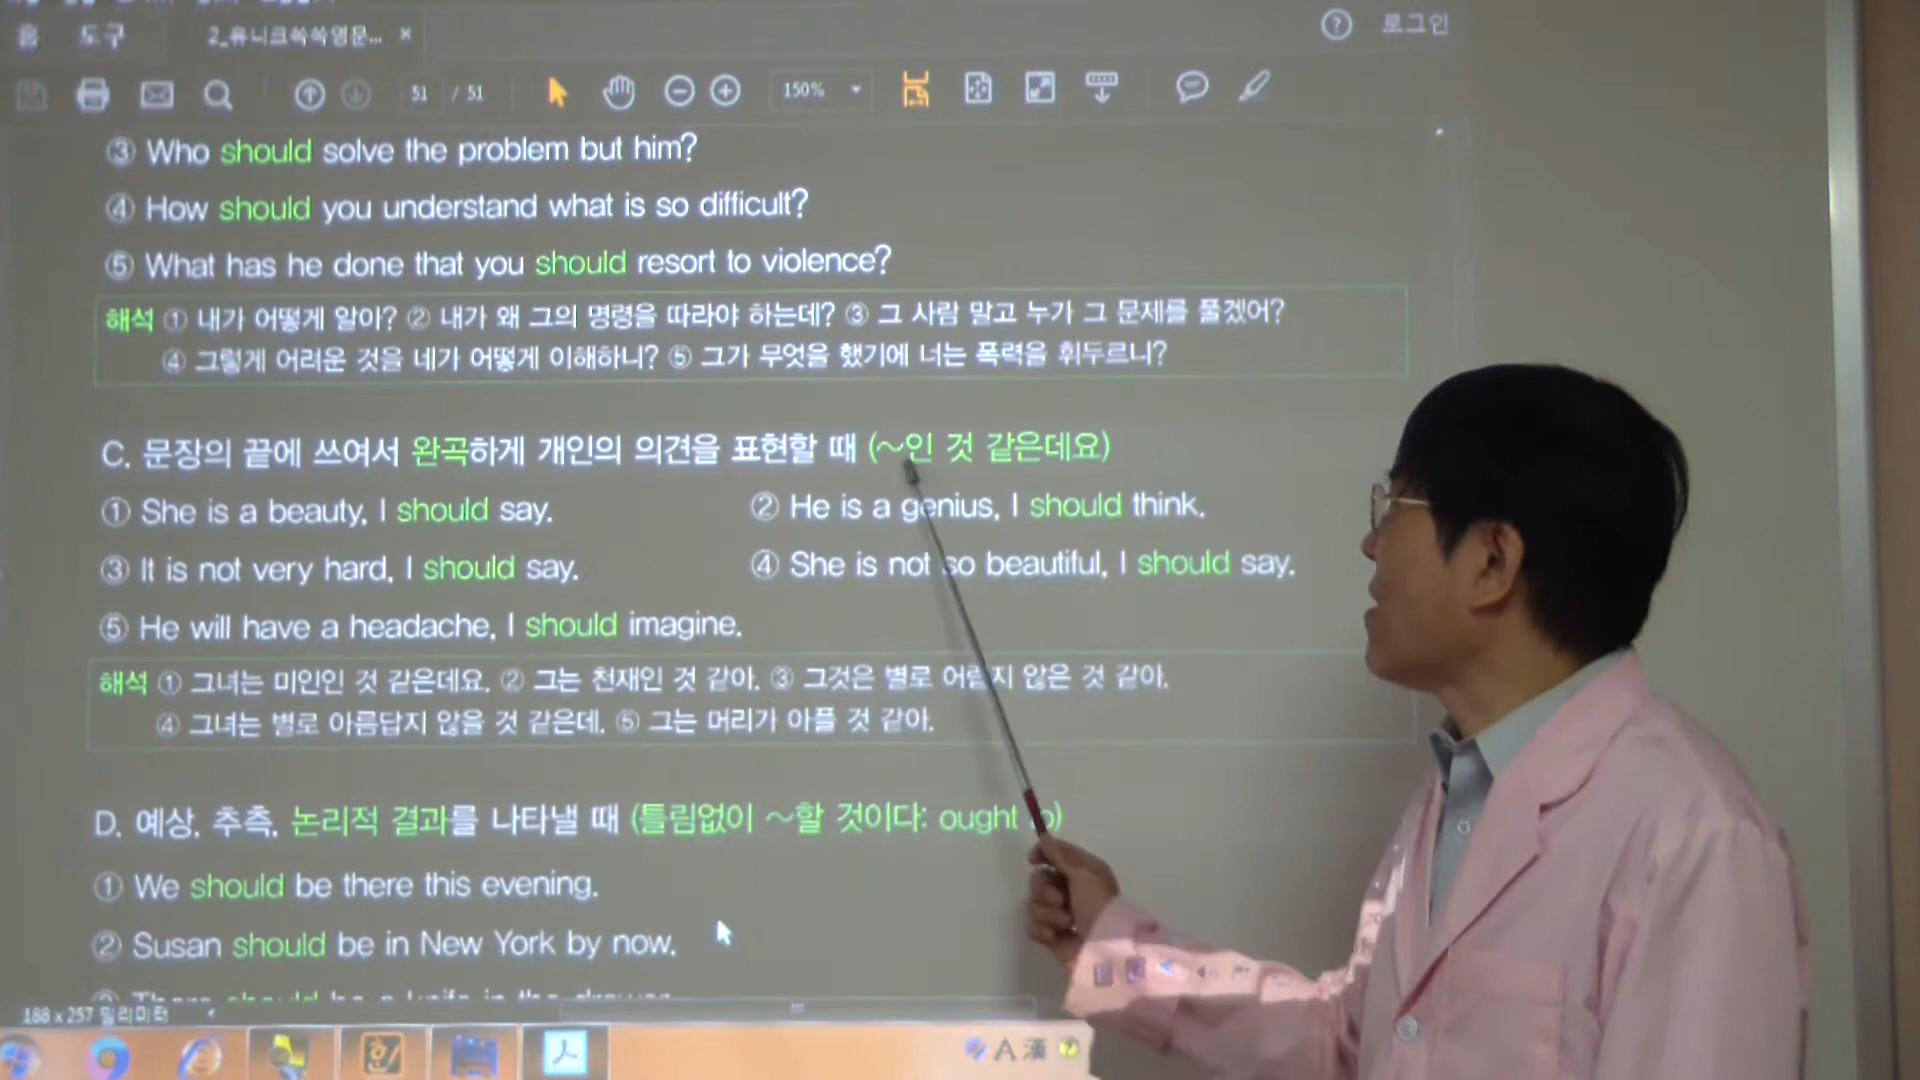 홈 도구 2_유니크쏙쏙영문... × ? 로그인
51 / 51 150%
③ Who should solve the problem but him?
④ How should you understand what is so difficult?
⑤ What has he done that you should resort to violence?
해석 ① 내가 어떻게 알아? ② 내가 왜 그의 명령을 따라야 하는데? ③ 그 사람 말고 누가 그 문제를 풀겠어?
④ 그렇게 어려운 것을 네가 어떻게 이해하니? ⑤ 그가 무엇을 했기에 너는 폭력을 휘두르니?
C. 문장의 끝에 쓰여서 완곡하게 개인의 의견을 표현할 때 (~인 것 같은데요)
① She is a beauty, I should say. ② He is a genius, I should think.
③ It is not very hard, I should say. ④ She is not so beautiful, I should say.
⑤ He will have a headache, I should imagine.
해석 ① 그녀는 미인인 것 같은데요. ② 그는 천재인 것 같아. ③ 그것은 별로 어렵지 않은 것 같아.
④ 그녀는 별로 아름답지 않을 것 같은데. ⑤ 그는 머리가 아플 것 같아.
D. 예상, 추측, 논리적 결과를 나타낼 때 (틀림없이 ~할 것이다: ought to)
① We should be there this evening.
② Susan should be in New York by now.
③ There should be a knife in the drawer.
188 x 257 밀리미터
A 漢 ?